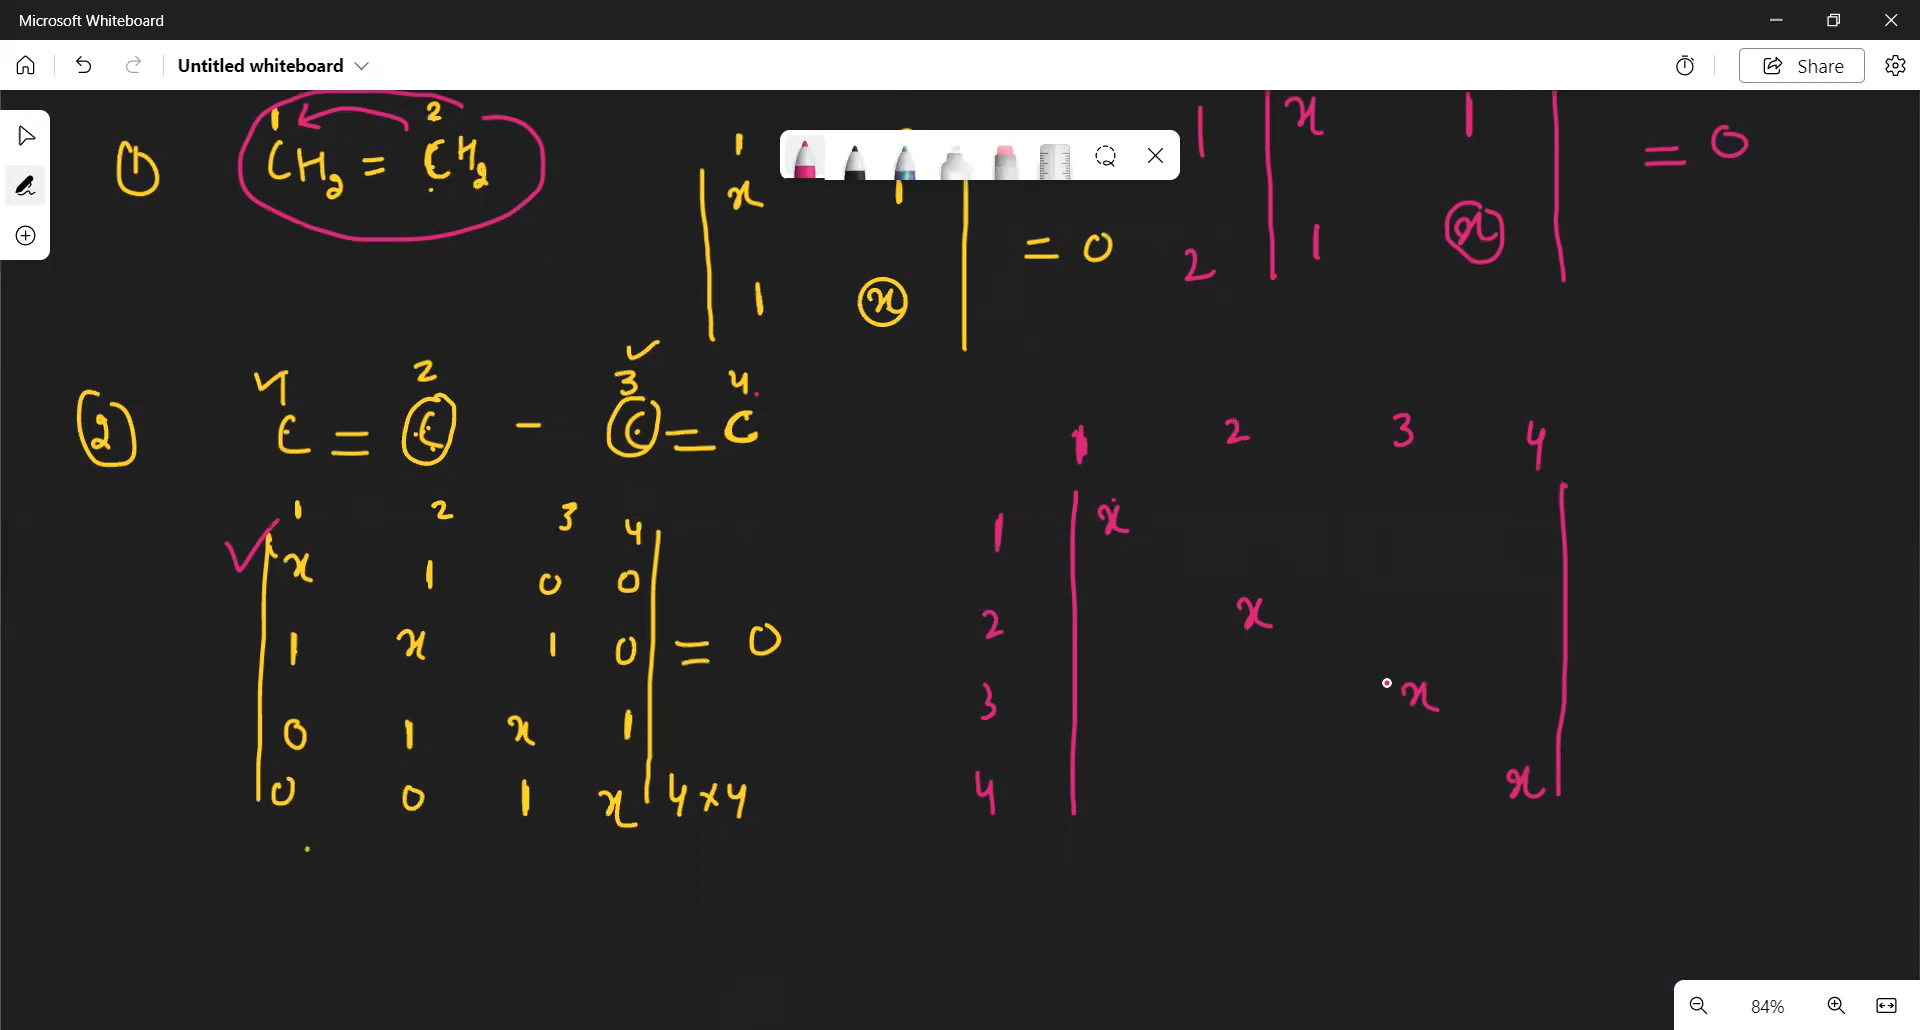 Microsoft Whiteboard
Untitled whiteboard
Share
1 2
① CH2 = CH2
1
x 1
1 x
= 0
1 x 1
2 1 x
= 0
② 
1 2 3 4
C = C - C = C
1 2 3 4
x 1 0 0
1 x 1 0
0 1 x 1
0 0 1 x
4 × 4
= 0
1 2 3 4
1 x
2 x
3 x
4 x
84%